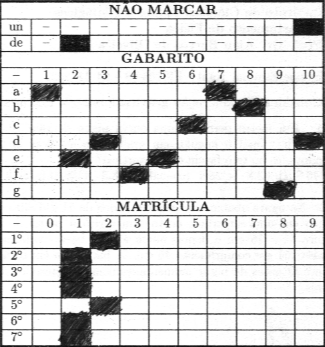 NÃO MARCAR
un – – – – – – – – –
de – – – – – – – – –
GABARITO
– 1 2 3 4 5 6 7 8 9 10
a
b
c
d
e
f
g
MATRÍCULA
– 0 1 2 3 4 5 6 7 8 9
1º
2º
3º
4º
5º
6º
7º